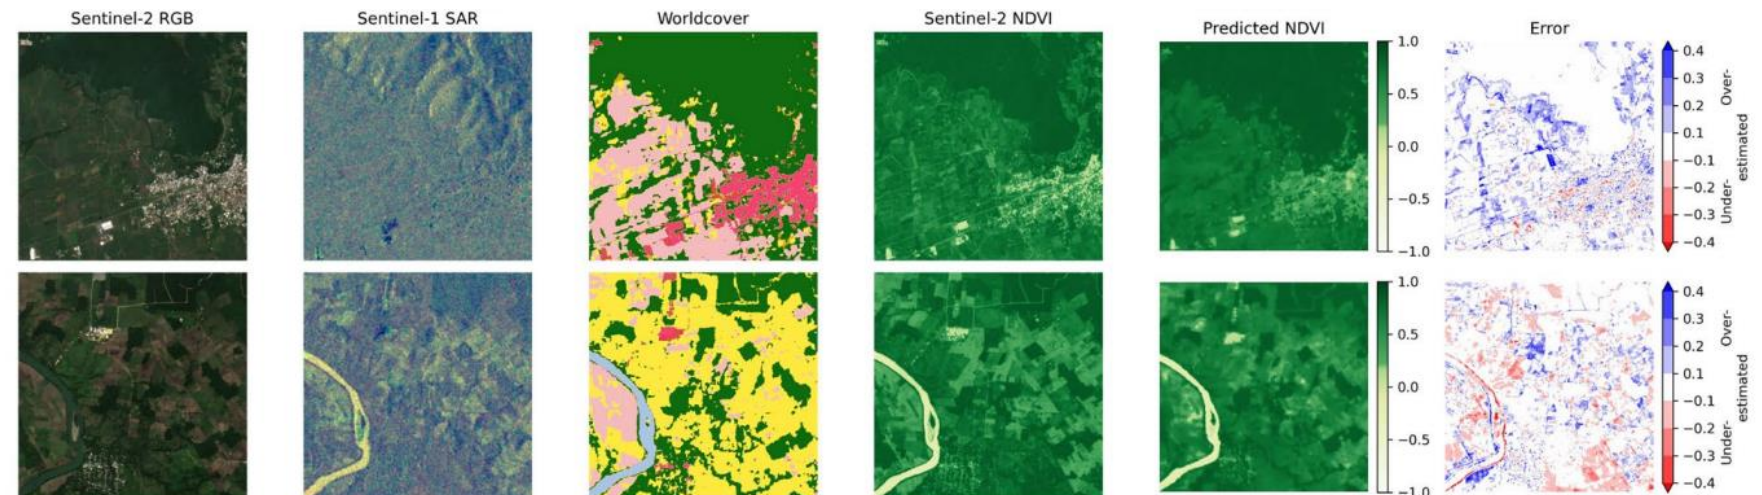 Sentinel-2 RGB
Sentinel-1 SAR
Worldcover
Sentinel-2 NDVI
Predicted NDVI
Error
1.0
0.5
0.0
−0.5
−1.0
0.4
0.3
0.2
0.1
−0.1
−0.2
−0.3
−0.4
Over-
Under-
estimated
1.0
0.5
0.0
−0.5
−1.0
0.4
0.3
0.2
0.1
−0.1
−0.2
−0.3
−0.4
Over-
Under-
estimated